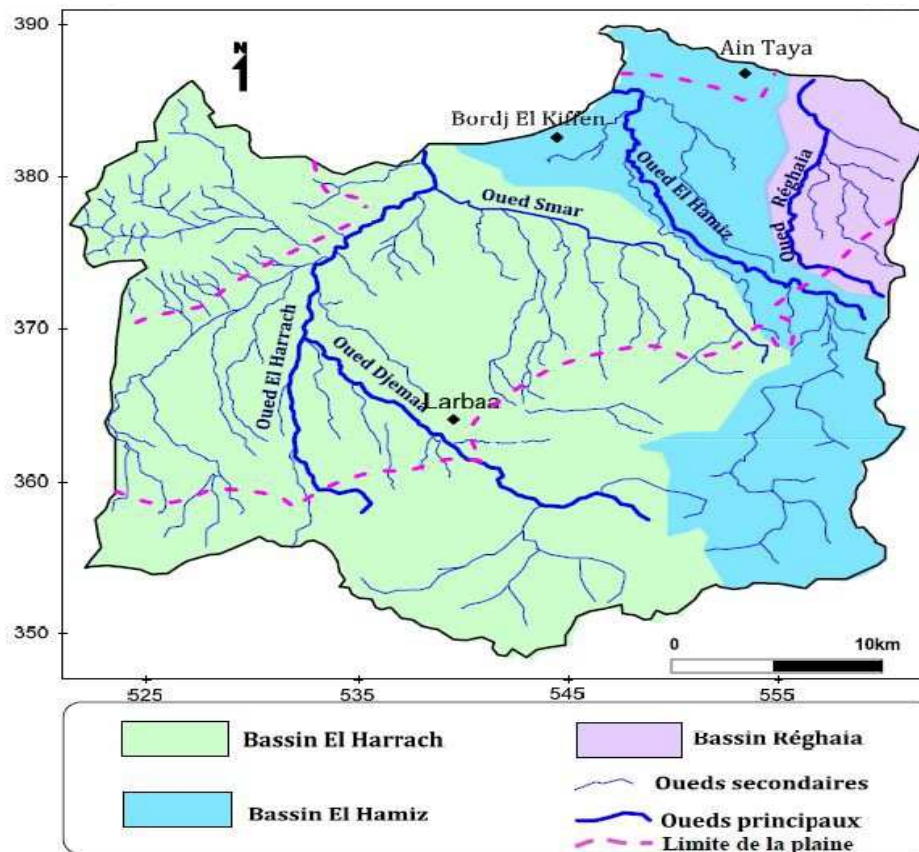 390
380
370
360
350
N
Ain Taya
Bordj El Kiffen
Oued Smar
Oued El Hamiz
Oued Réghaia
Oued El Harrach
Oued Djemaa
Larbaa
0 10km
525 535 545 555
Bassin El Harrach
Bassin El Hamiz
Bassin Réghaia
Oueds secondaires
Oueds principaux
Limite de la plaine